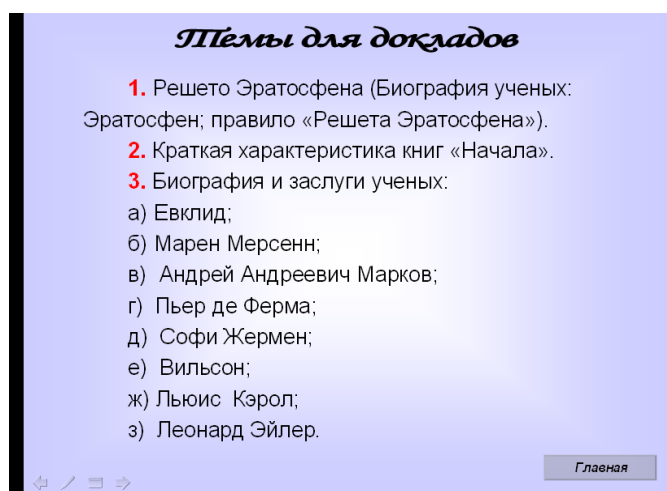 Темы для докладов
1. Решето Эратосфена (Биография ученых:
Эратосфен; правило «Решета Эратосфена»).
2. Краткая характеристика книг «Начала».
3. Биография и заслуги ученых:
а) Евклид;
б) Марен Мерсенн;
в) Андрей Андреевич Марков;
г) Пьер де Ферма;
д) Софи Жермен;
е) Вильсон;
ж) Льюис Кэрол;
з) Леонард Эйлер.
Главная